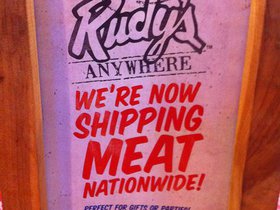 Rudy's
ANYWHERE
WE'RE NOW
SHIPPING
MEAT
NATIONWIDE!
PERFECT FOR GIFTS OR PARTIES!